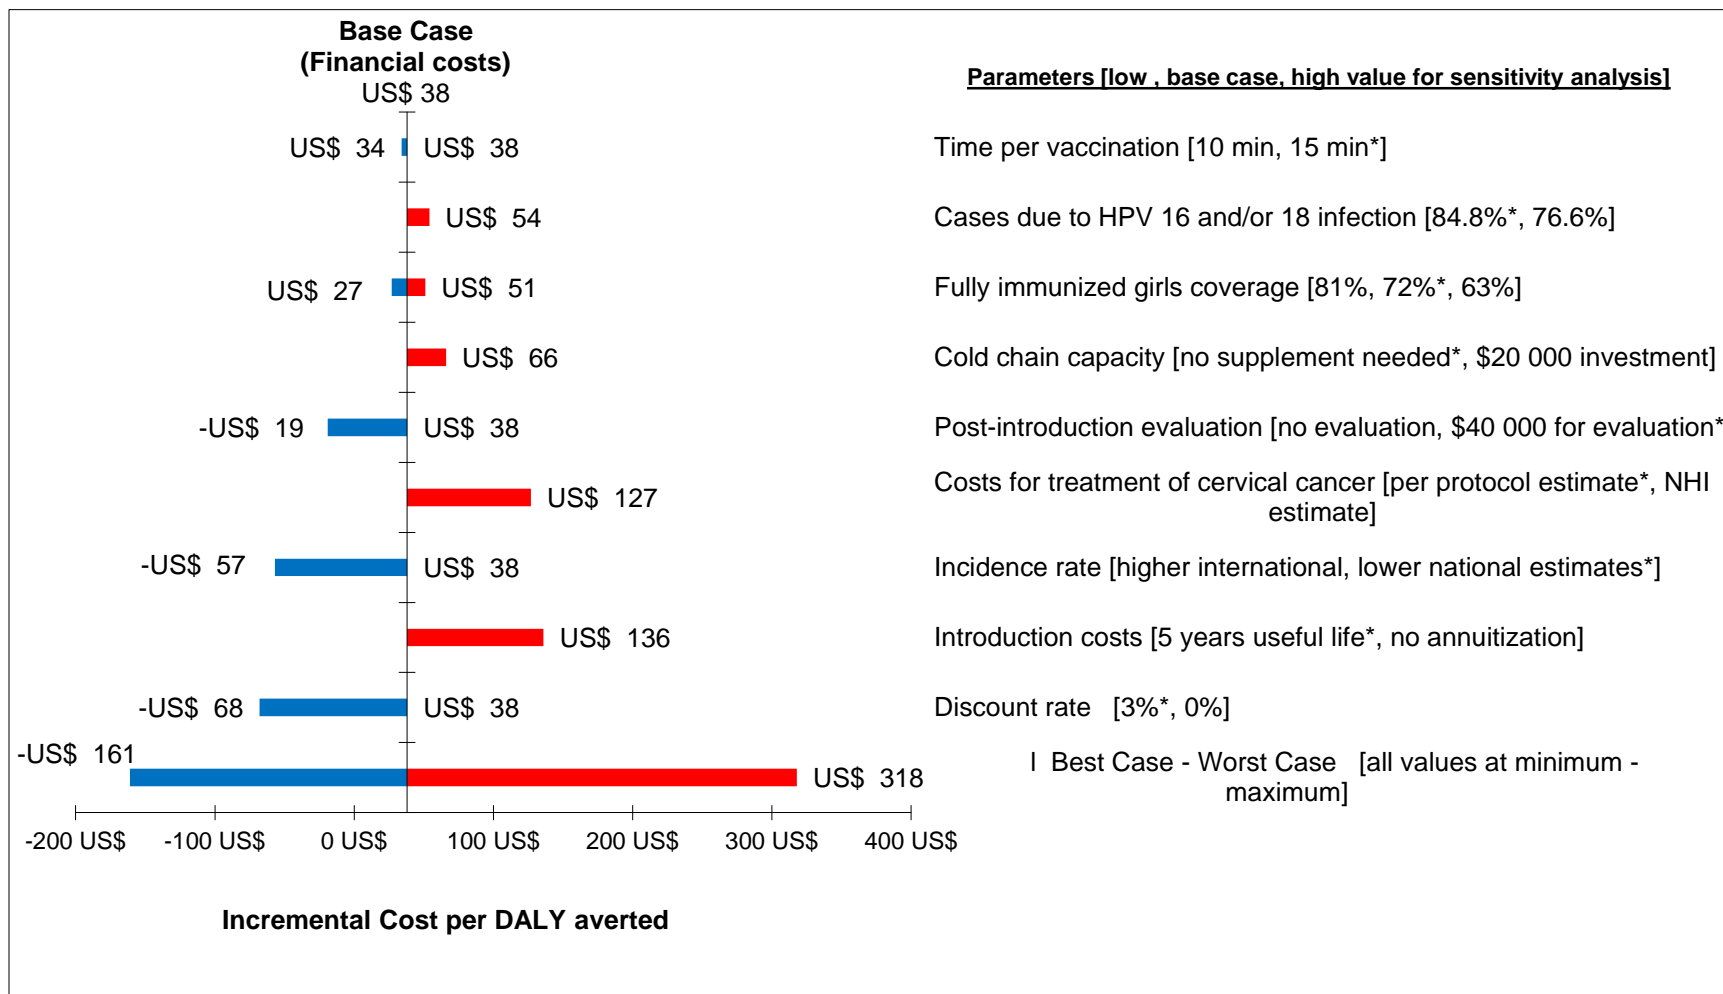 Base Case
(Financial costs)
US$ 38
Parameters [low , base case, high value for sensitivity analysis]
US$ 34
US$ 38
Time per vaccination [10 min, 15 min*]
US$ 54
Cases due to HPV 16 and/or 18 infection [84.8%*, 76.6%]
US$ 27
US$ 51
Fully immunized girls coverage [81%, 72%*, 63%]
US$ 66
Cold chain capacity [no supplement needed*, $20 000 investment]
-US$ 19
US$ 38
Post-introduction evaluation [no evaluation, $40 000 for evaluation*
US$ 127
Costs for treatment of cervical cancer [per protocol estimate*, NHI
estimate]
-US$ 57
US$ 38
Incidence rate [higher international, lower national estimates*]
US$ 136
Introduction costs [5 years useful life*, no annuitization]
-US$ 68
US$ 38
Discount rate [3%*, 0%]
-US$ 161
US$ 318
l Best Case - Worst Case [all values at minimum -
maximum]
-200 US$ -100 US$ 0 US$ 100 US$ 200 US$ 300 US$ 400 US$
Incremental Cost per DALY averted